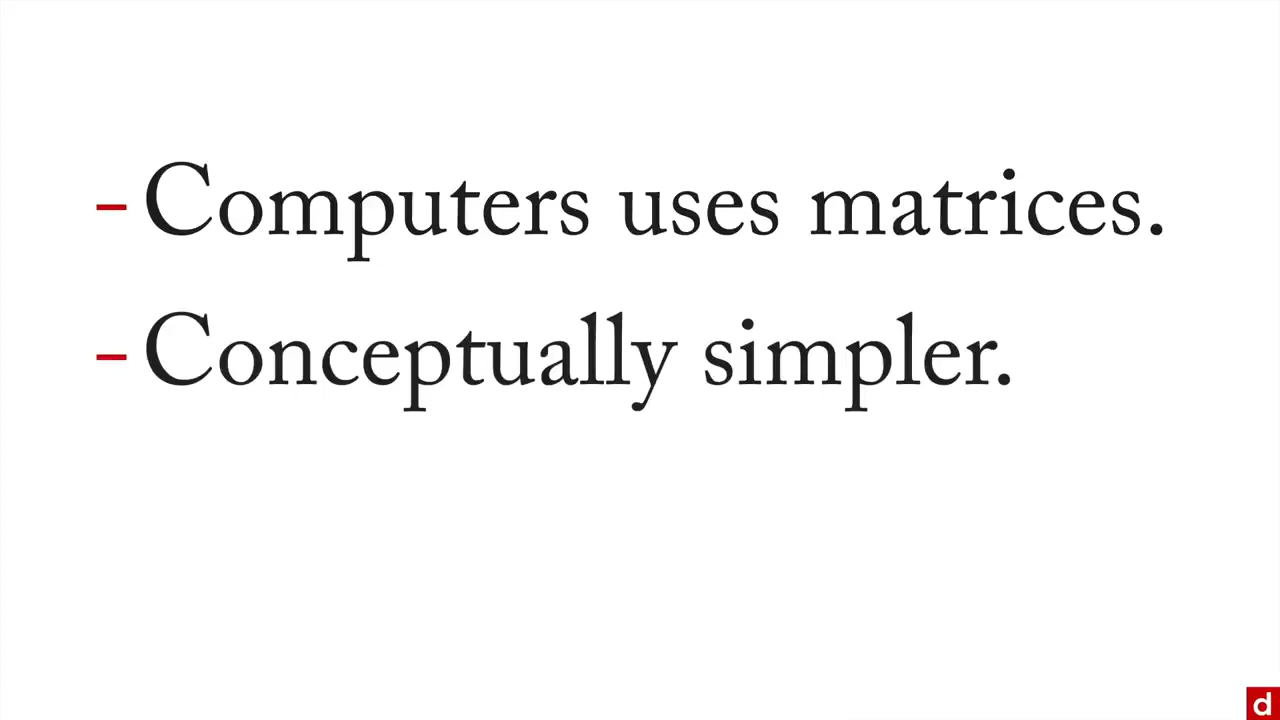 - Computers uses matrices.
- Conceptually simpler.
d